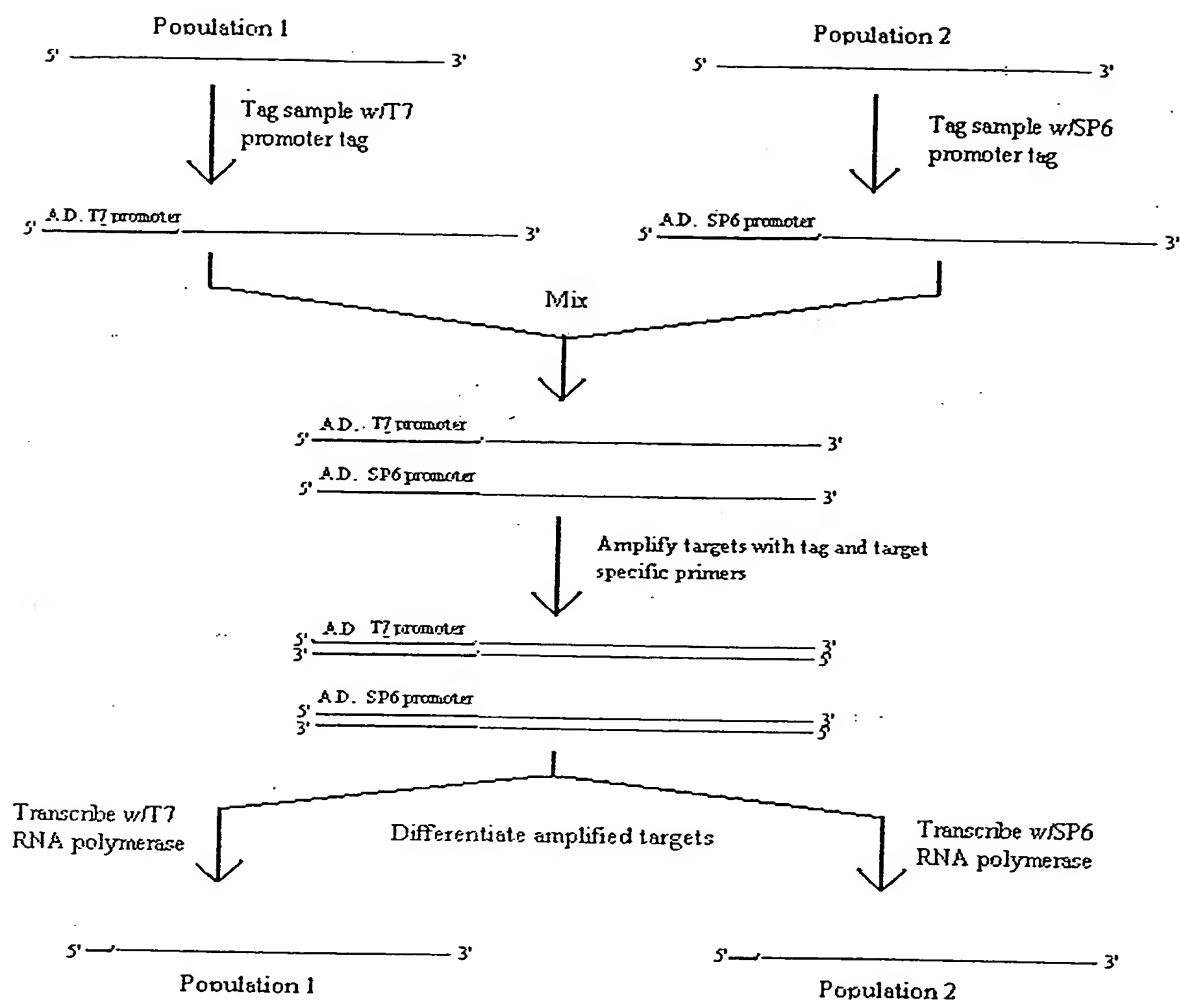 Population 1
Population 2
5' 3'
5' 3'
Tag sample w/T7
promoter tag
Tag sample w/SP6
promoter tag
A.D. T7 promoter
5' 3'
A.D. SP6 promoter
5' 3'
Mix
A.D. T7 promoter
5' 3'
A.D. SP6 promoter
5' 3'
Amplify targets with tag and target
specific primers
A.D T7 promoter
5' 3'
3' 5'
A.D. SP6 promoter
5' 3'
3' 5'
Transcribe w/T7
RNA polymerase
Differentiate amplified targets
Transcribe w/SP6
RNA polymerase
5' 3'
5' 3'
Population 1
Population 2